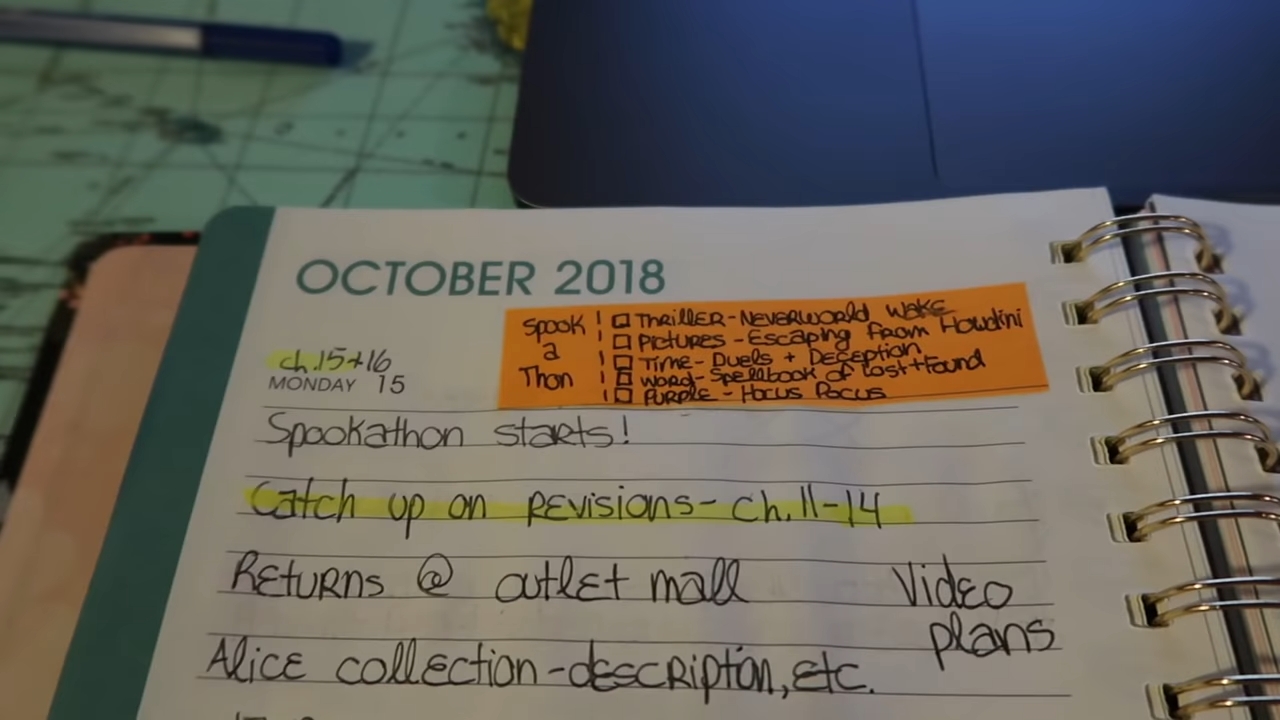 OCTOBER 2018
Spook
a
Thon
THRILLER - NEVERWORLD WAKE
PICTURES - Escaping from Houdini
TIME - Duels + Deception
WORD - Spellbook of Lost + Found
PURPLE - Hocus Pocus
ch. 15+16
MONDAY 15
Spookathon starts!
Catch up on REVISIONS - ch. 11-14
RETURNS @ outlet mall
Video
plans
Alice collection - descripton, etc.